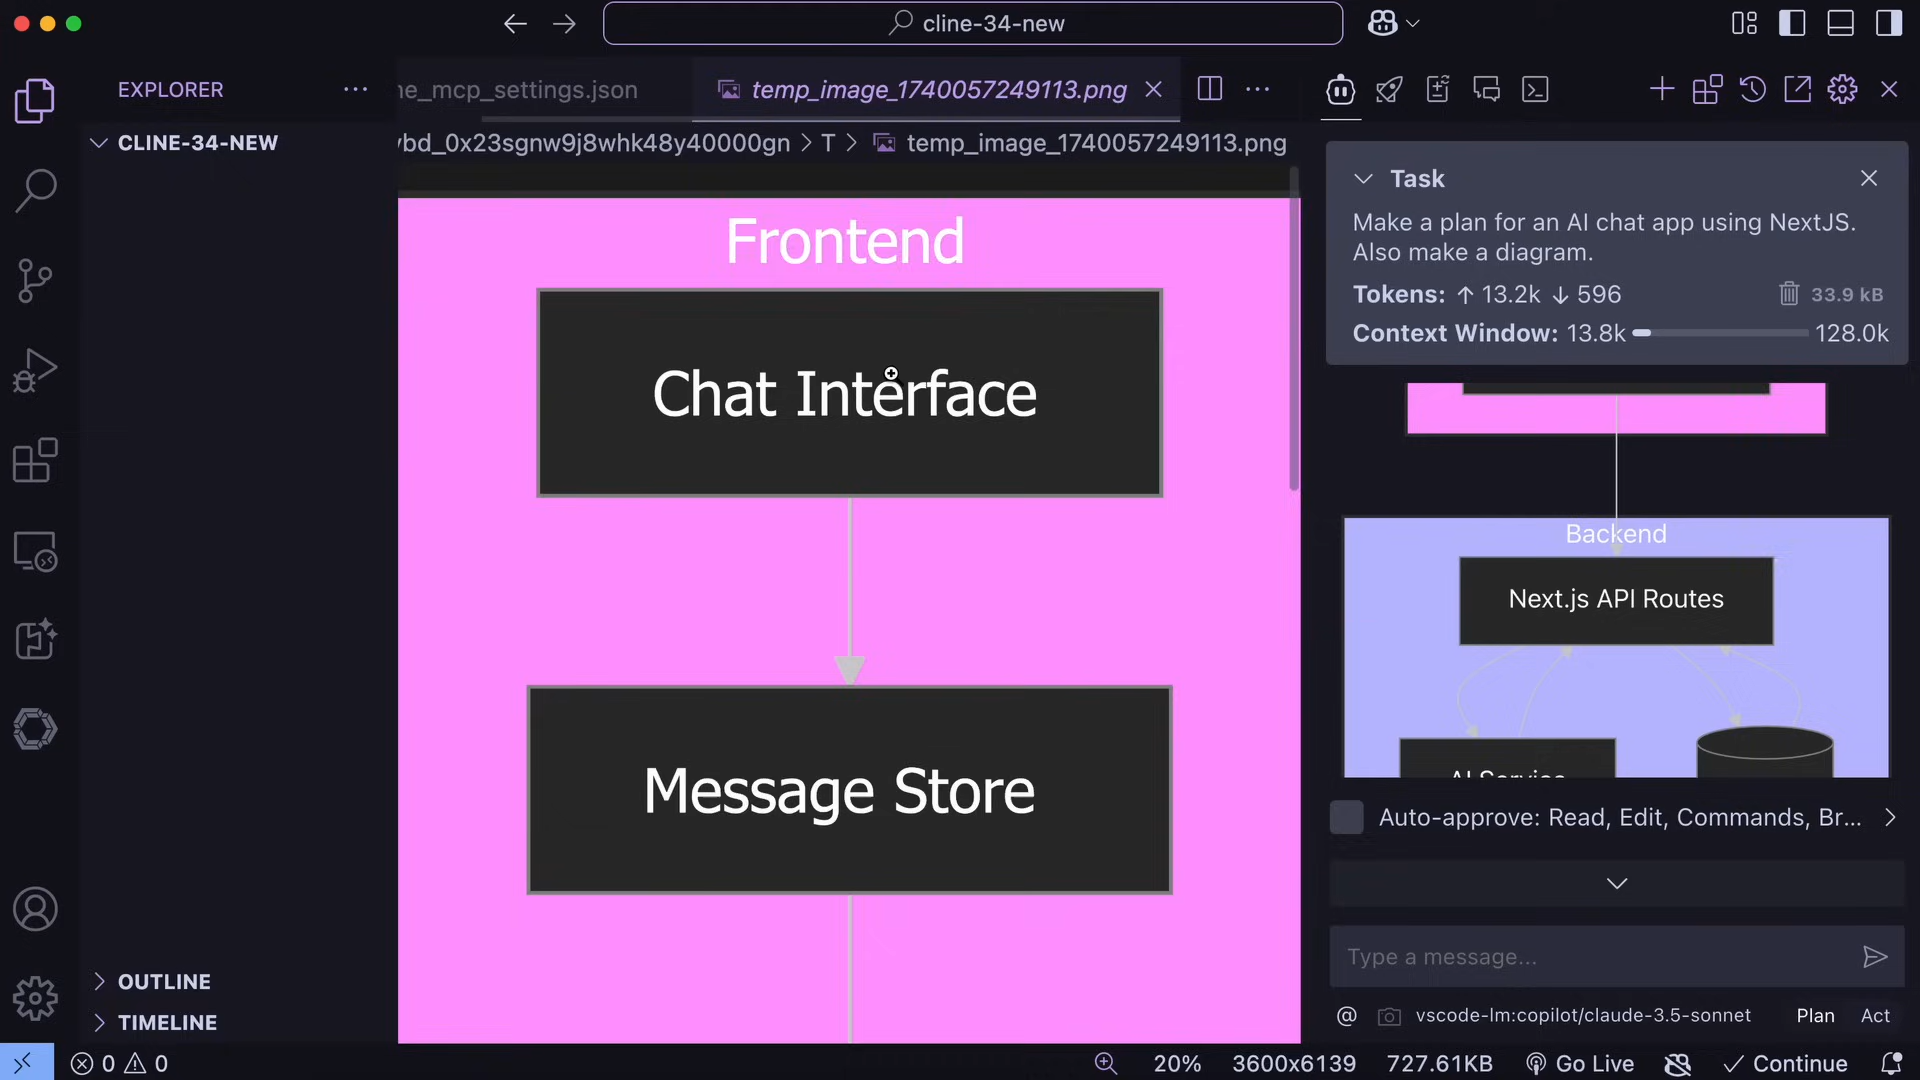 cline-34-new
EXPLORER
CLINE-34-NEW
OUTLINE
TIMELINE
ne_mcp_settings.json
temp_image_1740057249113.png
ybd_0x23sgnw9j8whk48y40000gn > T > temp_image_1740057249113.png
Frontend
Chat Interface
Message Store
Task
Make a plan for an AI chat app using NextJS.
Also make a diagram.
Tokens: ↑ 13.2k ↓ 596
33.9 kB
Context Window: 13.8k
128.0k
Backend
Next.js API Routes
AI Service
Auto-approve: Read, Edit, Commands, Br...
Type a message...
@
vscode-lm:copilot/claude-3.5-sonnet
Plan
Act
0
0
20%
3600x6139
727.61KB
Go Live
Continue